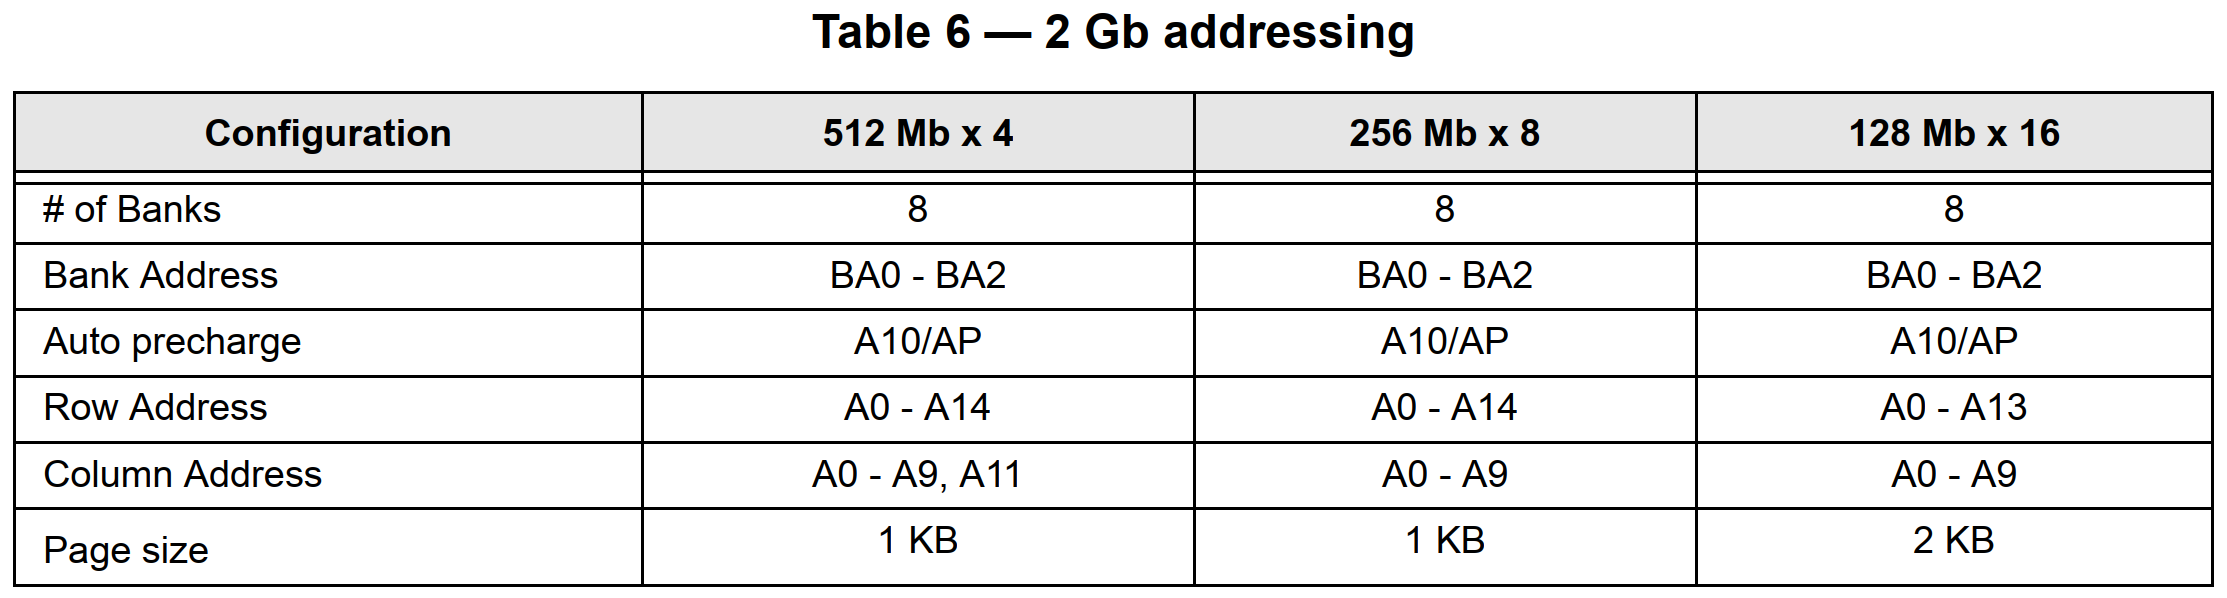 Table 6 — 2 Gb addressing
Configuration 512 Mb x 4 256 Mb x 8 128 Mb x 16
# of Banks 8 8 8
Bank Address BA0 - BA2 BA0 - BA2 BA0 - BA2
Auto precharge A10/AP A10/AP A10/AP
Row Address A0 - A14 A0 - A14 A0 - A13
Column Address A0 - A9, A11 A0 - A9 A0 - A9
Page size 1 KB 1 KB 2 KB